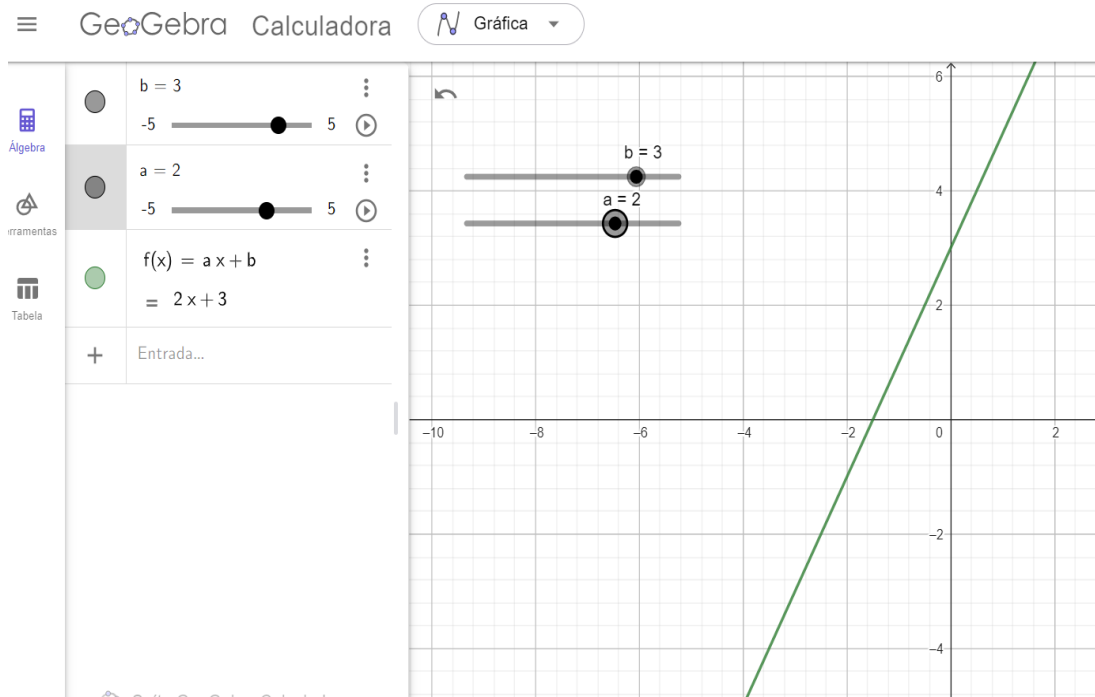 GeoGebra Calculadora Gráfica
b = 3
-5 5
Álgebra
a = 2
-5 5
erramentas
f(x) = a x + b
= 2 x + 3
Tabela
+ Entrada...
b = 3
a = 2
6
4
2
–10 –8 –6 –4 –2 0 2
–2
–4